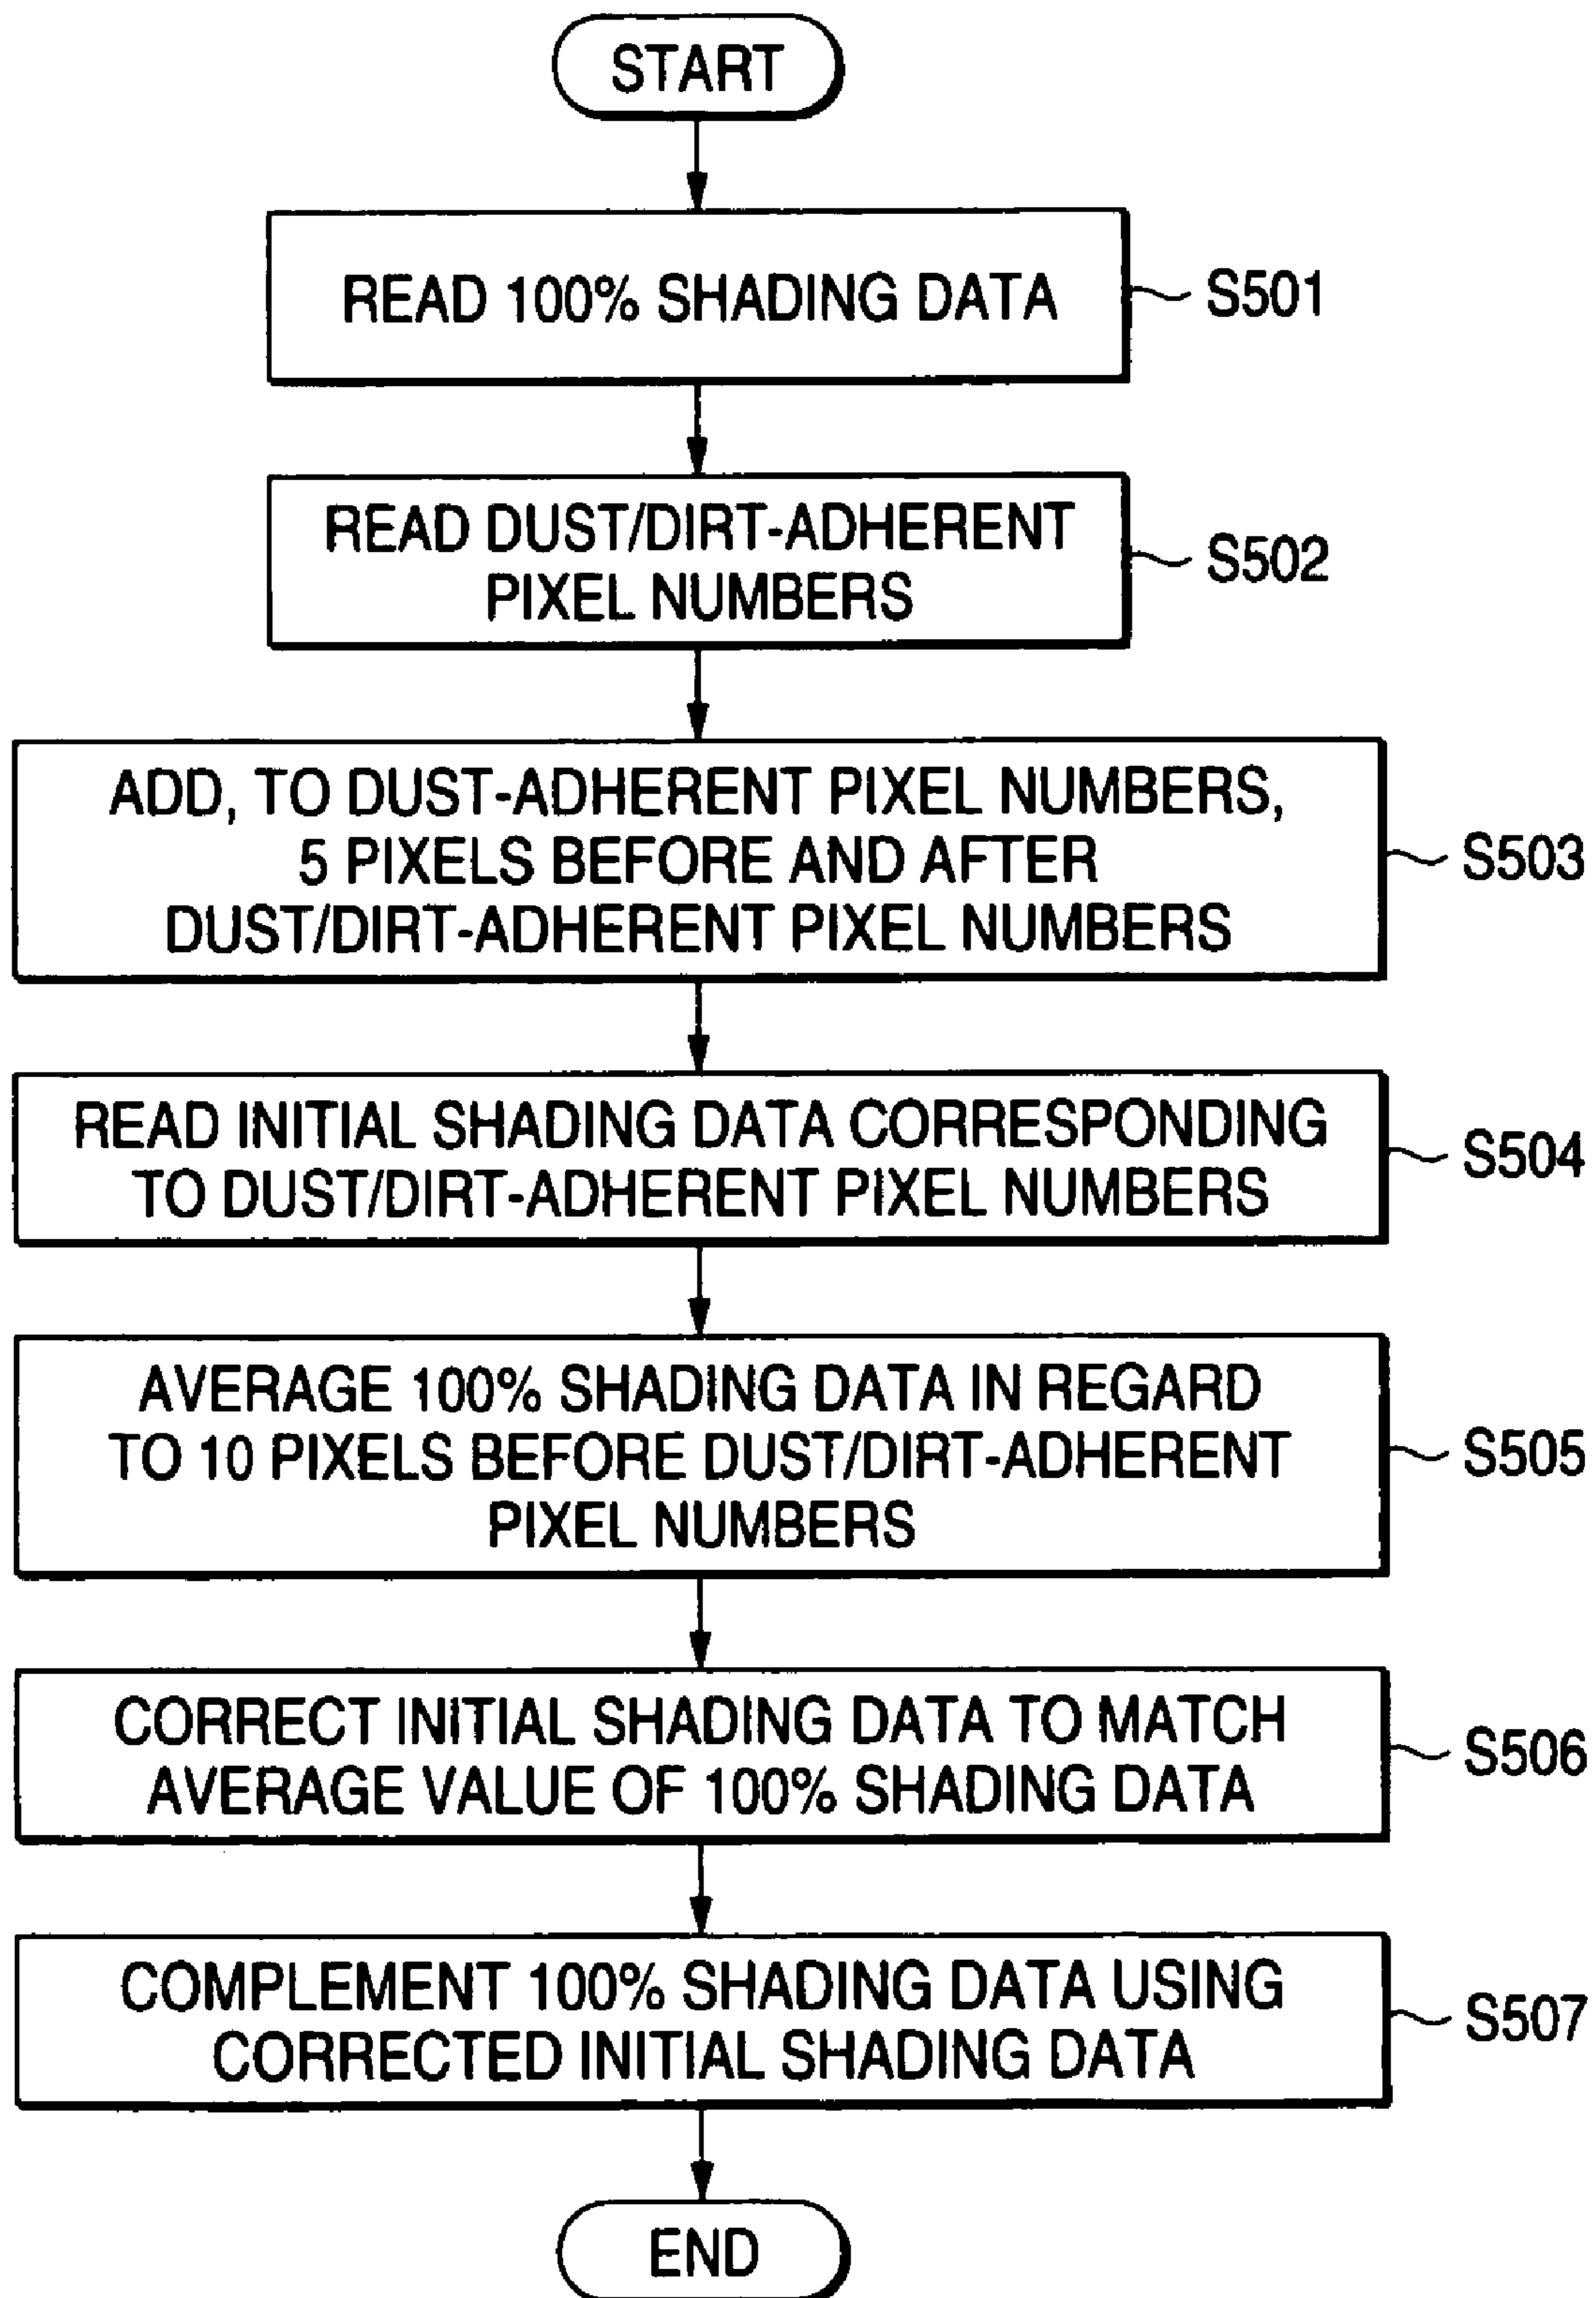 START
READ 100% SHADING DATA
S501
READ DUST/DIRT-ADHERENT
PIXEL NUMBERS
S502
ADD, TO DUST-ADHERENT PIXEL NUMBERS,
5 PIXELS BEFORE AND AFTER
DUST/DIRT-ADHERENT PIXEL NUMBERS
S503
READ INITIAL SHADING DATA CORRESPONDING
TO DUST/DIRT-ADHERENT PIXEL NUMBERS
S504
AVERAGE 100% SHADING DATA IN REGARD
TO 10 PIXELS BEFORE DUST/DIRT-ADHERENT
PIXEL NUMBERS
S505
CORRECT INITIAL SHADING DATA TO MATCH
AVERAGE VALUE OF 100% SHADING DATA
S506
COMPLEMENT 100% SHADING DATA USING
CORRECTED INITIAL SHADING DATA
S507
END